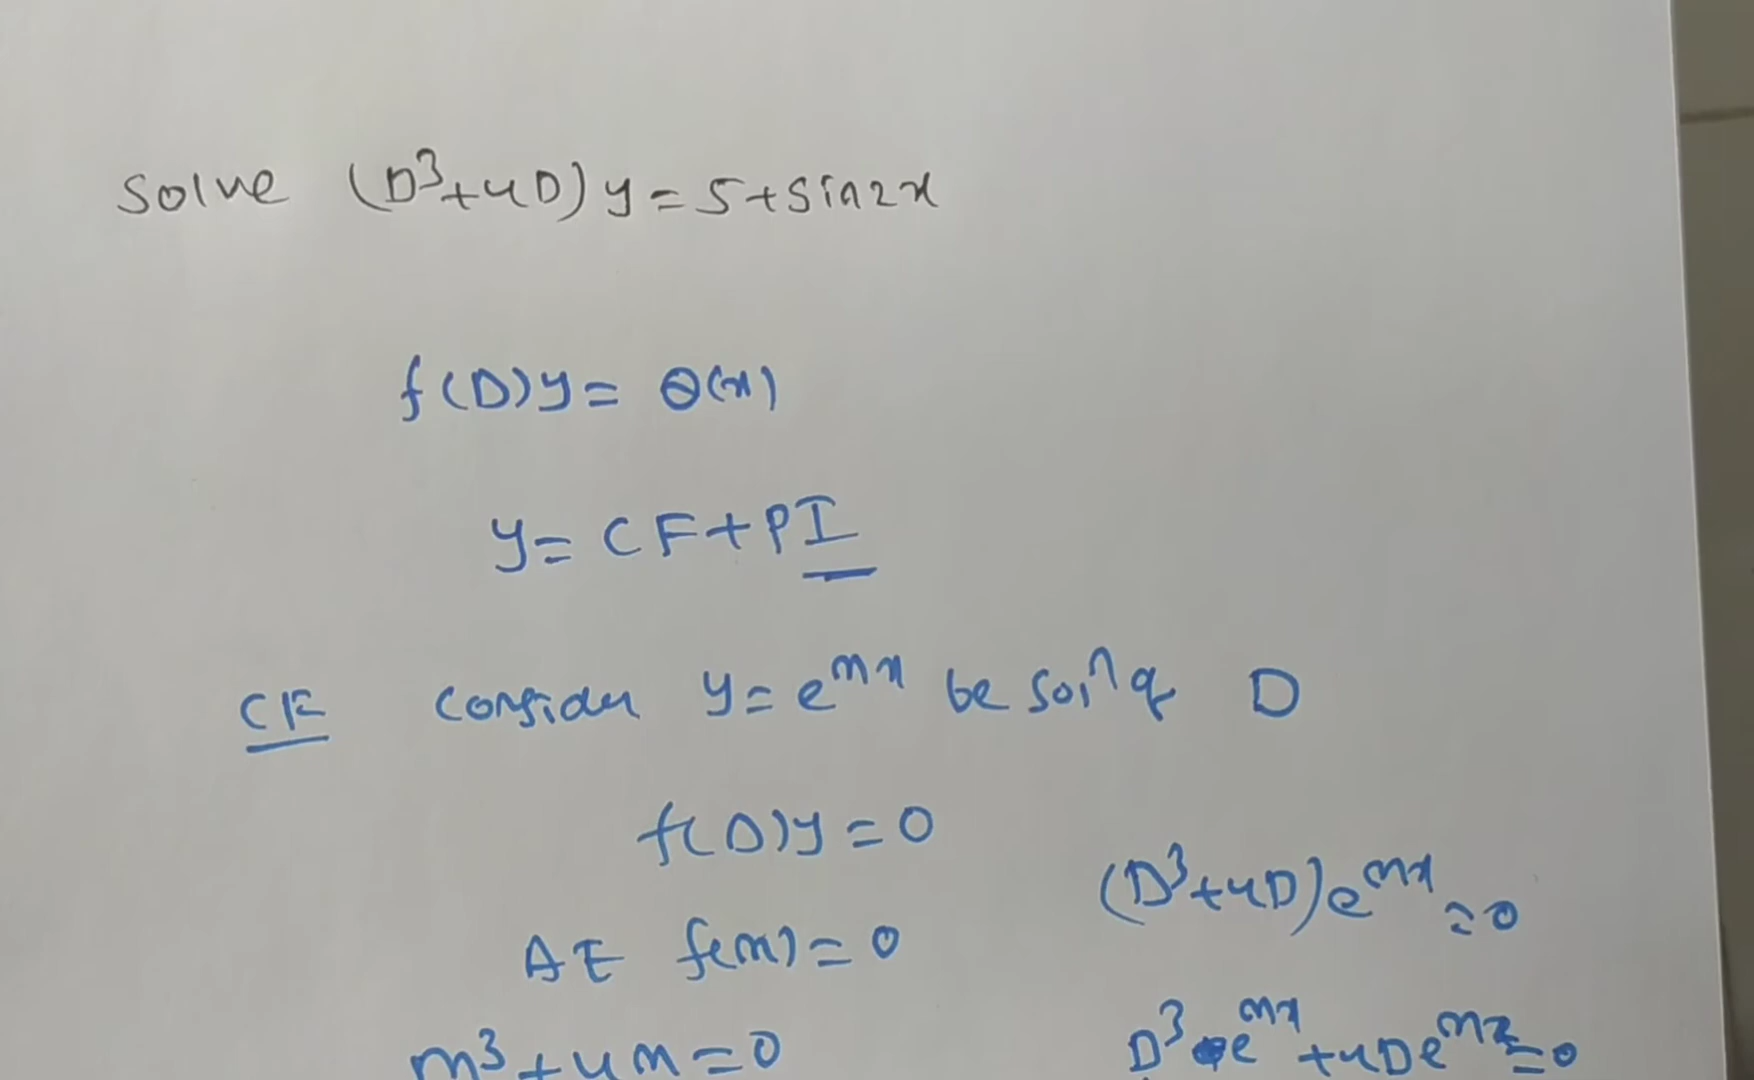 Solve (D³+4D)y=5+sin2x
f(D)y= Q(x)
y= CF+PI
CF Consider y=e^mx be soln of D
f(D)y=0
(D³+4D)e^mx=0
AE f(m)=0
m³+4m=0
D³e^mx+4De^mx=0